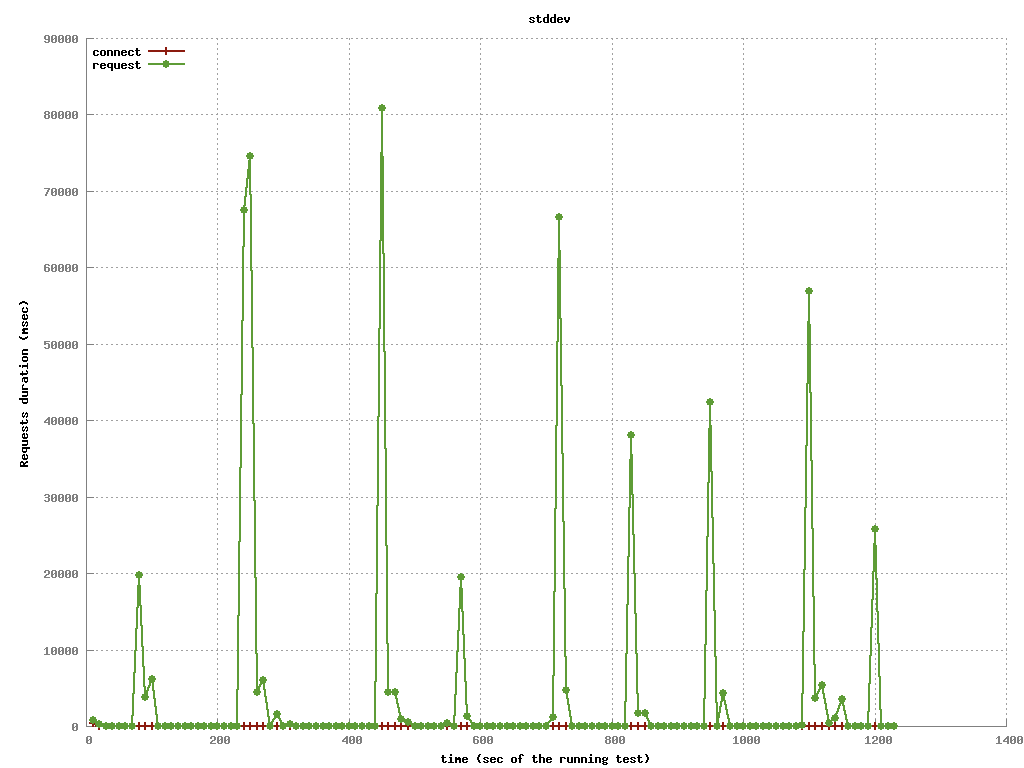 stddev
90000
connect
request
80000
70000
60000
50000
40000
30000
20000
10000
0
Requests duration (msec)
0 200 400 600 800 1000 1200 1400
time (sec of the running test)